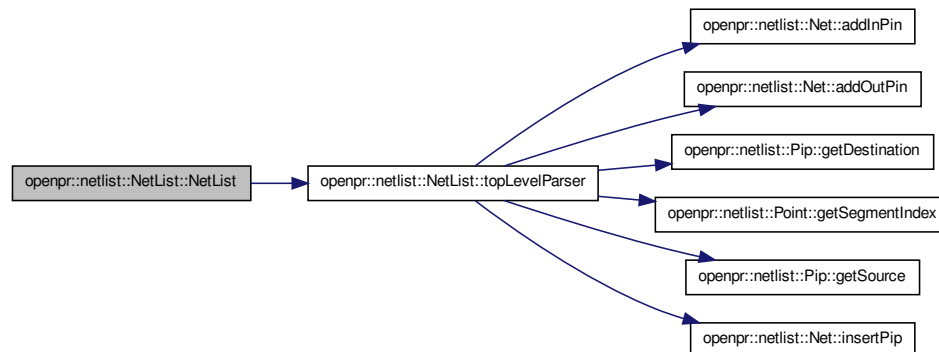 openpr::netlist::Net::addInPin
openpr::netlist::Net::addOutPin
openpr::netlist::Pip::getDestination
openpr::netlist::NetList::NetList
openpr::netlist::NetList::topLevelParser
openpr::netlist::Point::getSegmentIndex
openpr::netlist::Pip::getSource
openpr::netlist::Net::insertPip